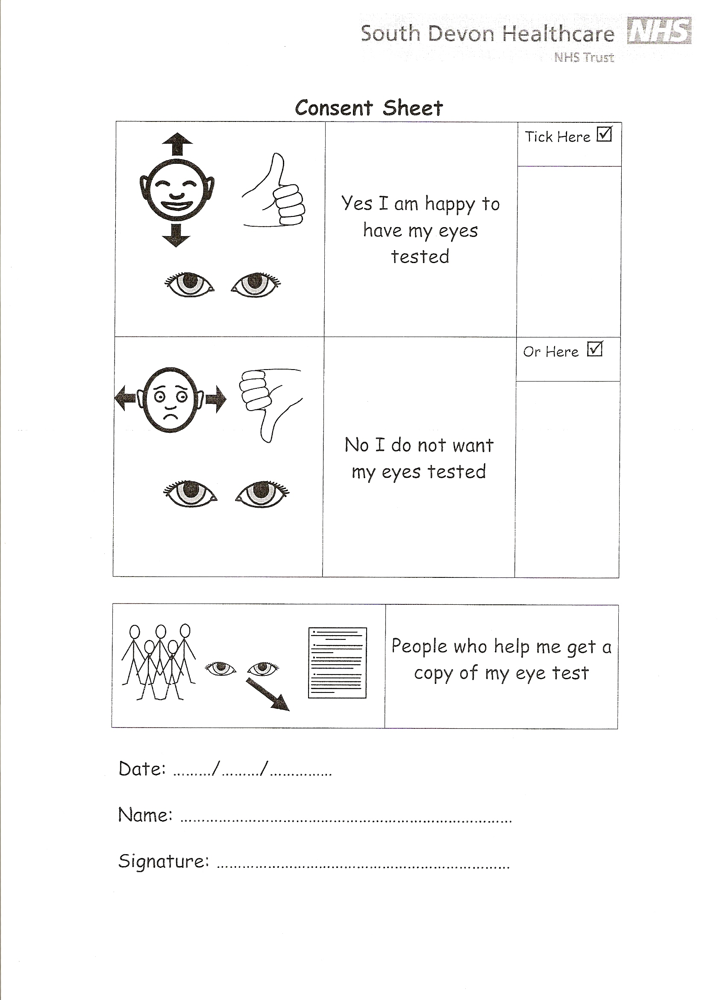 South Devon Healthcare NHS
NHS Trust
Consent Sheet
Tick Here ☑
Yes I am happy to
have my eyes
tested
Or Here ☑
No I do not want
my eyes tested
People who help me get a
copy of my eye test
Date: ........./........./...............
Name: ..............................................................................
Signature: .....................................................................